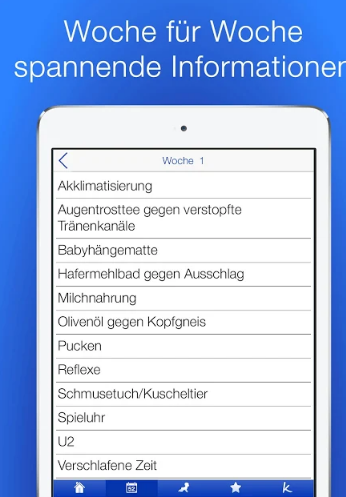 Woche für Woche
spannende Informationen
Woche 1
Akklimatisierung
Augentrosttee gegen verstopfte
Tränenkanäle
Babyhängematte
Hafermehlbad gegen Ausschlag
Milchnahrung
Olivenöl gegen Kopfgneis
Pucken
Reflexe
Schmusetuch/Kuscheltier
Spieluhr
U2
Verschlafene Zeit
52
k